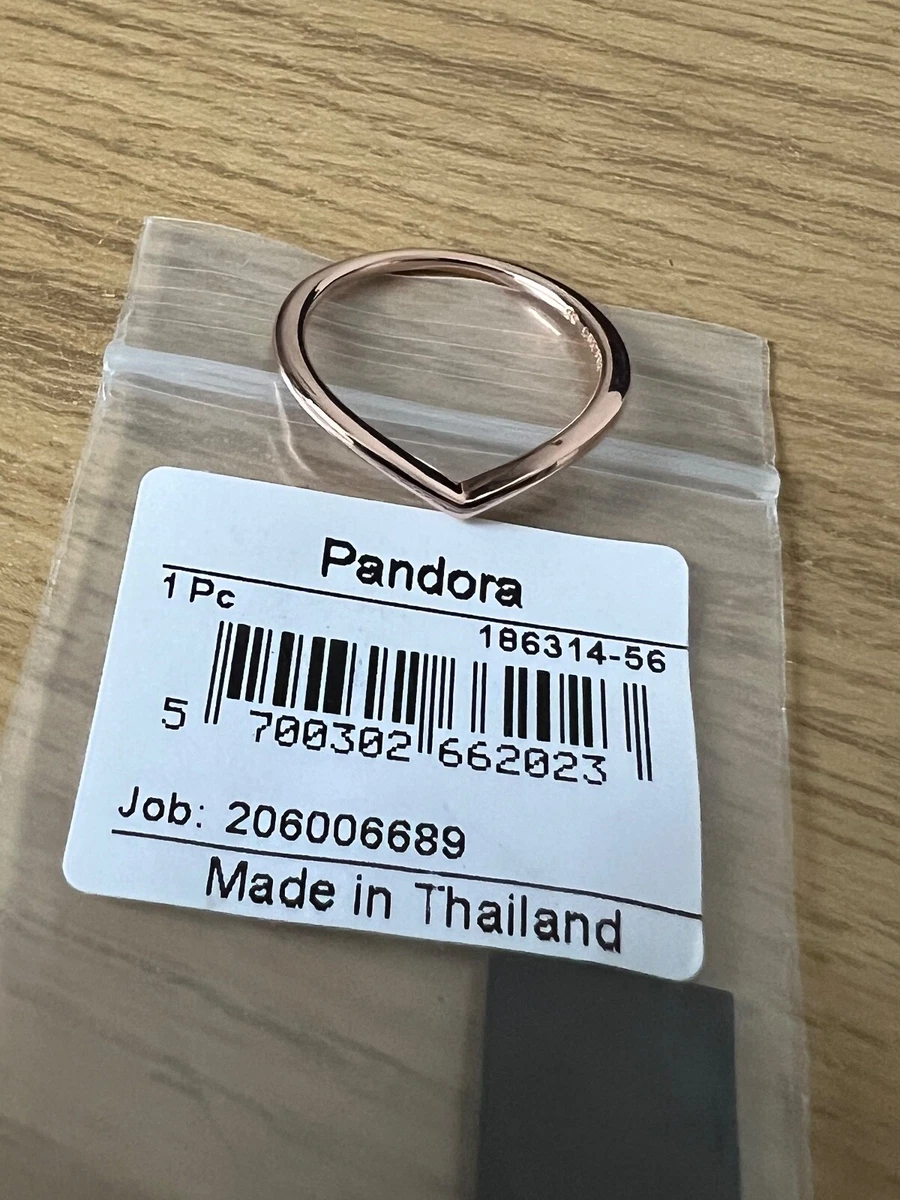 Pandora
1 Pc
186314-56
5 700302 662023
Job: 206006689
Made in Thailand